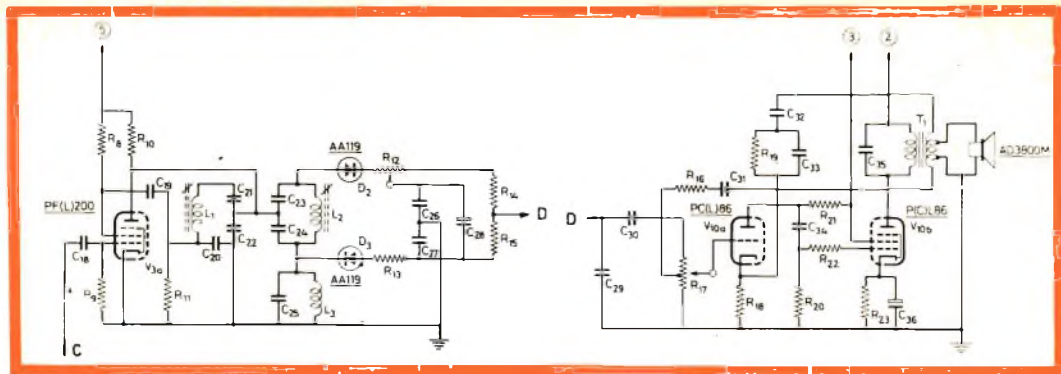 5
3
2
R8
R10
AA119
R12
C32
T1
C19
C21
C23
D2
R14
R19
C33
C35
AD3800M
PF(L)200
L1
L2
C26
C28
D
R16
C31
C18
C22
C24
D3
C27
R15
D
PC(L)86
R21
P(C)L86
V3a
C20
AA119
R13
C30
V10a
C34
V10b
R9
R11
C25
L3
C29
R17
R22
R18
R20
R23
C36
C